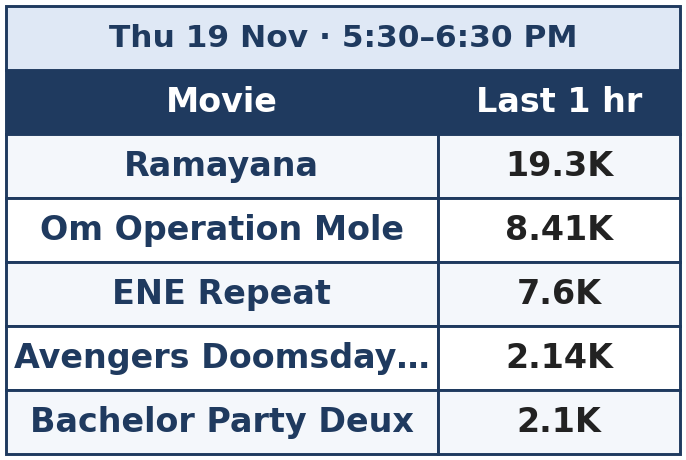 Thu 19 Nov · 5:30–6:30 PM
Movie Last 1 hr
Ramayana 19.3K
Om Operation Mole 8.41K
ENE Repeat 7.6K
Avengers Doomsday... 2.14K
Bachelor Party Deux 2.1K